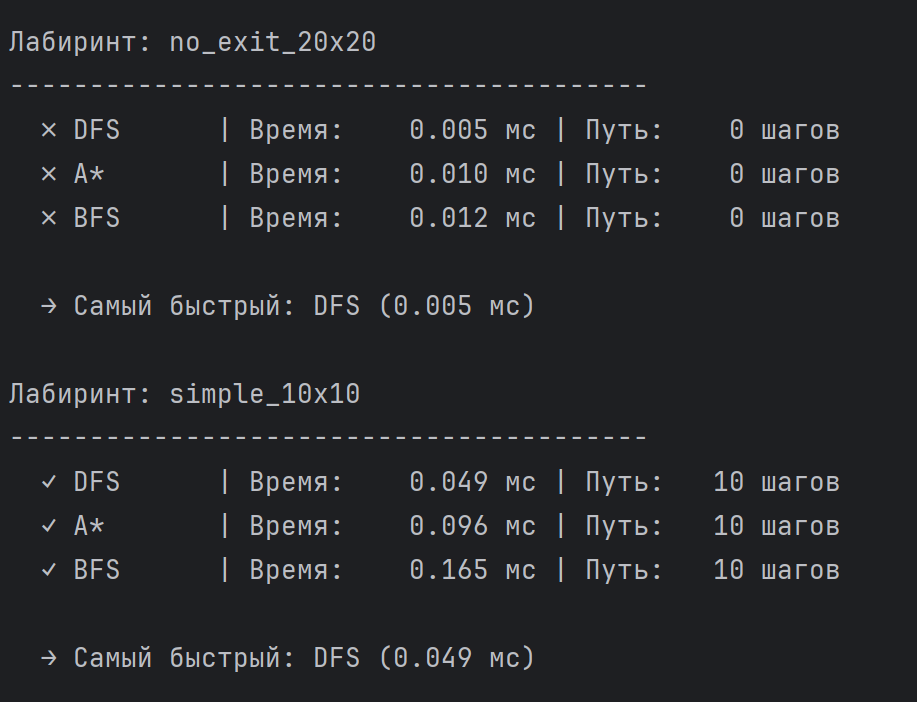 Лабиринт: no_exit_20x20
----------------------------------------
× DFS | Время: 0.005 мс | Путь: 0 шагов
× A* | Время: 0.010 мс | Путь: 0 шагов
× BFS | Время: 0.012 мс | Путь: 0 шагов
→ Самый быстрый: DFS (0.005 мс)
Лабиринт: simple_10x10
----------------------------------------
✓ DFS | Время: 0.049 мс | Путь: 10 шагов
✓ A* | Время: 0.096 мс | Путь: 10 шагов
✓ BFS | Время: 0.165 мс | Путь: 10 шагов
→ Самый быстрый: DFS (0.049 мс)